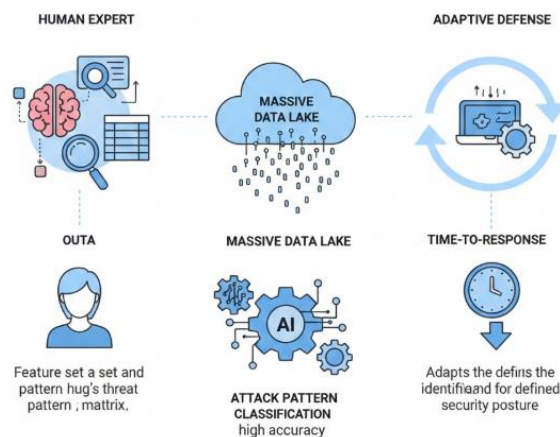 HUMAN EXPERT
ADAPTIVE DEFENSE
MASSIVE
DATA LAKE
OUTA
MASSIVE DATA LAKE
TIME-TO-RESPONSE
AI
Feature set a set and
pattern hug's threat
pattern ; mattrix,
ATTACK PATTERN
CLASSIFICATION
high accuracy
Adapts the defins the
for defined
security posture